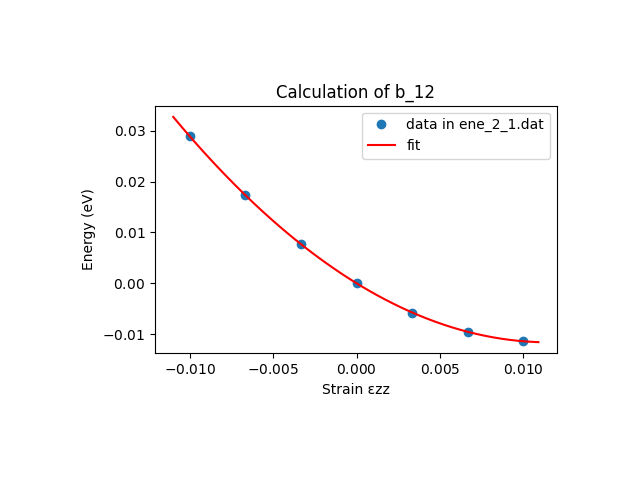 Calculation of b_12
data in ene_2_1.dat
fit
Energy (eV)
0.03
0.02
0.01
0.00
−0.01
−0.010
−0.005
0.000
0.005
0.010
Strain εzz